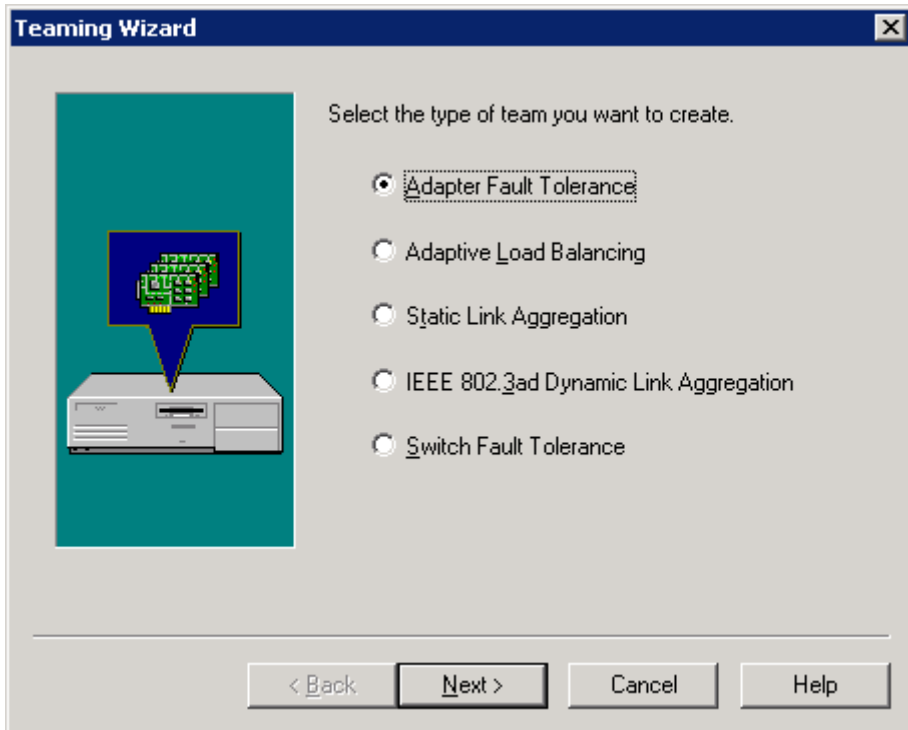 Teaming Wizard
Select the type of team you want to create.
Adapter Fault Tolerance
Adaptive Load Balancing
Static Link Aggregation
IEEE 802.3ad Dynamic Link Aggregation
Switch Fault Tolerance
< Back Next > Cancel Help